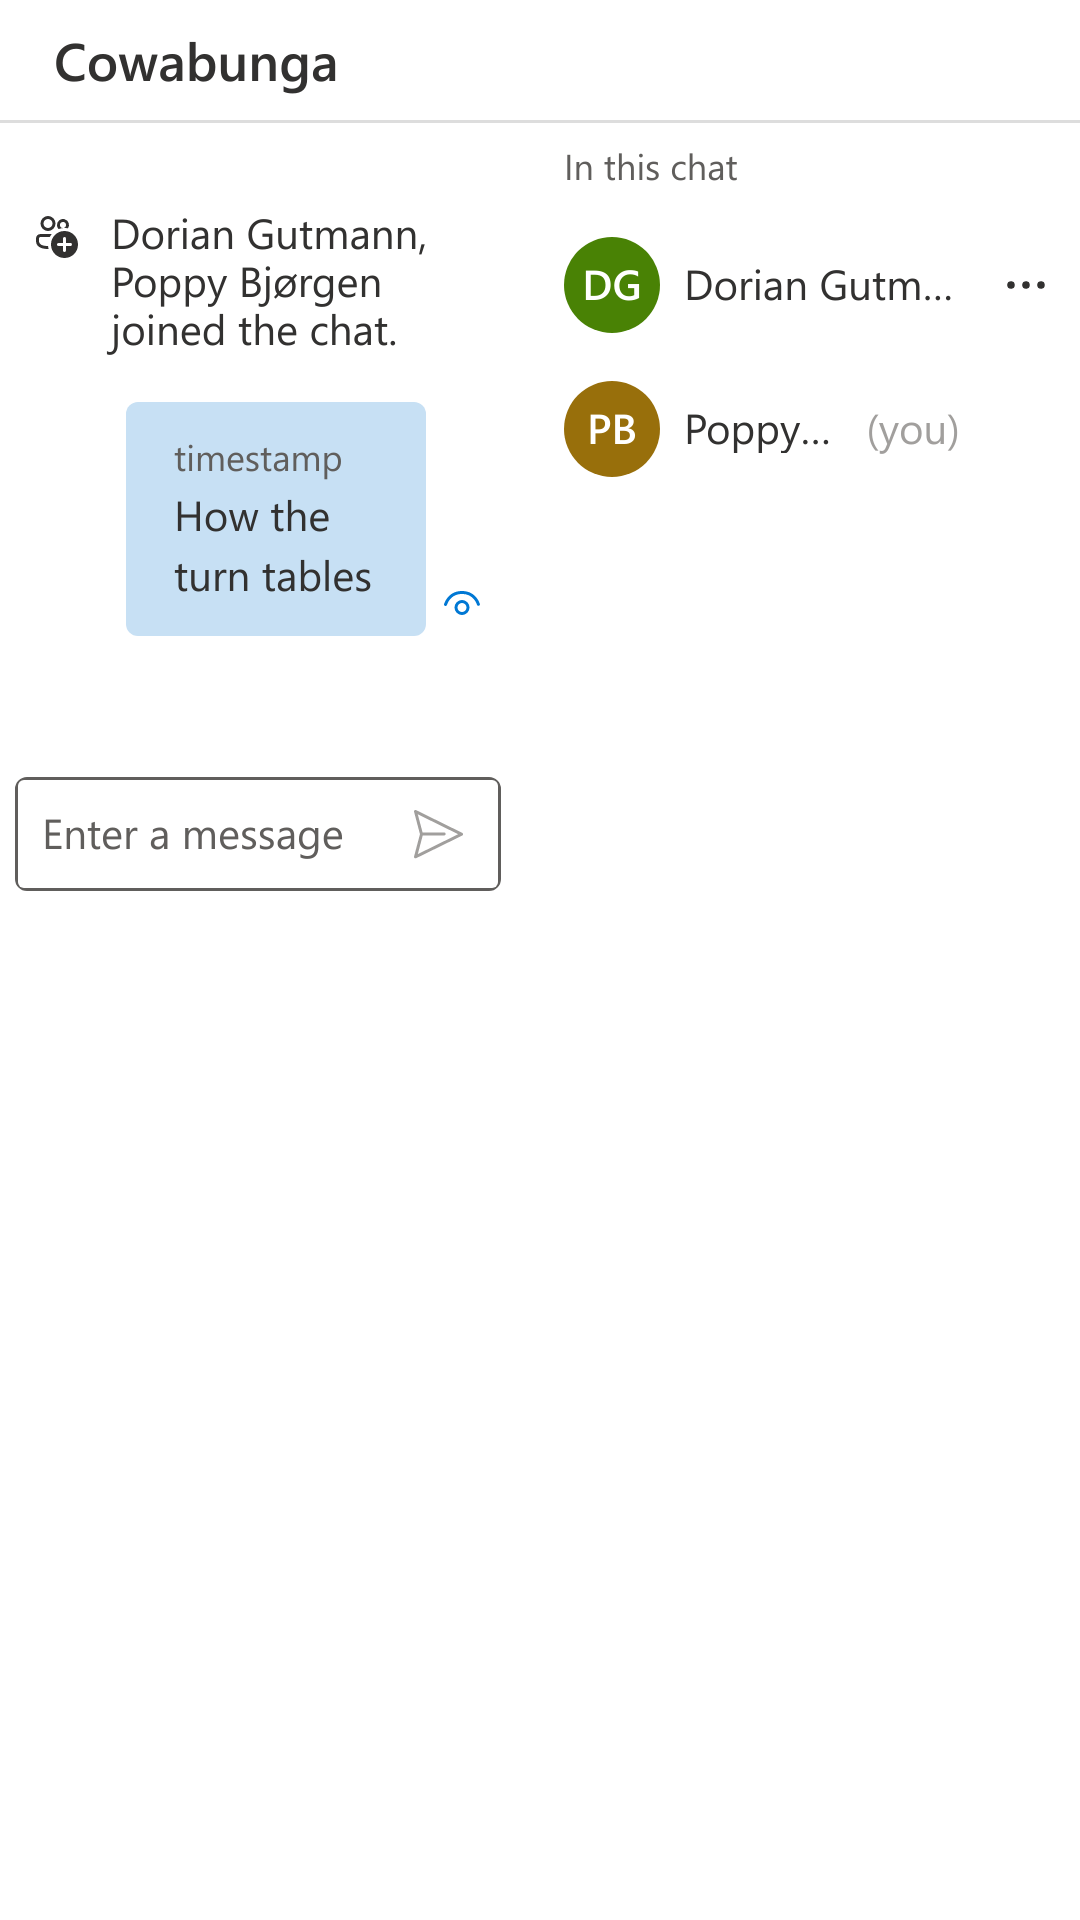 Cowabunga
Dorian Gutmann,
Poppy Bjørgen
joined the chat.
timestamp
How the
turn tables
Enter a message
In this chat
DG Dorian Gutm...
PB Poppy... (you)